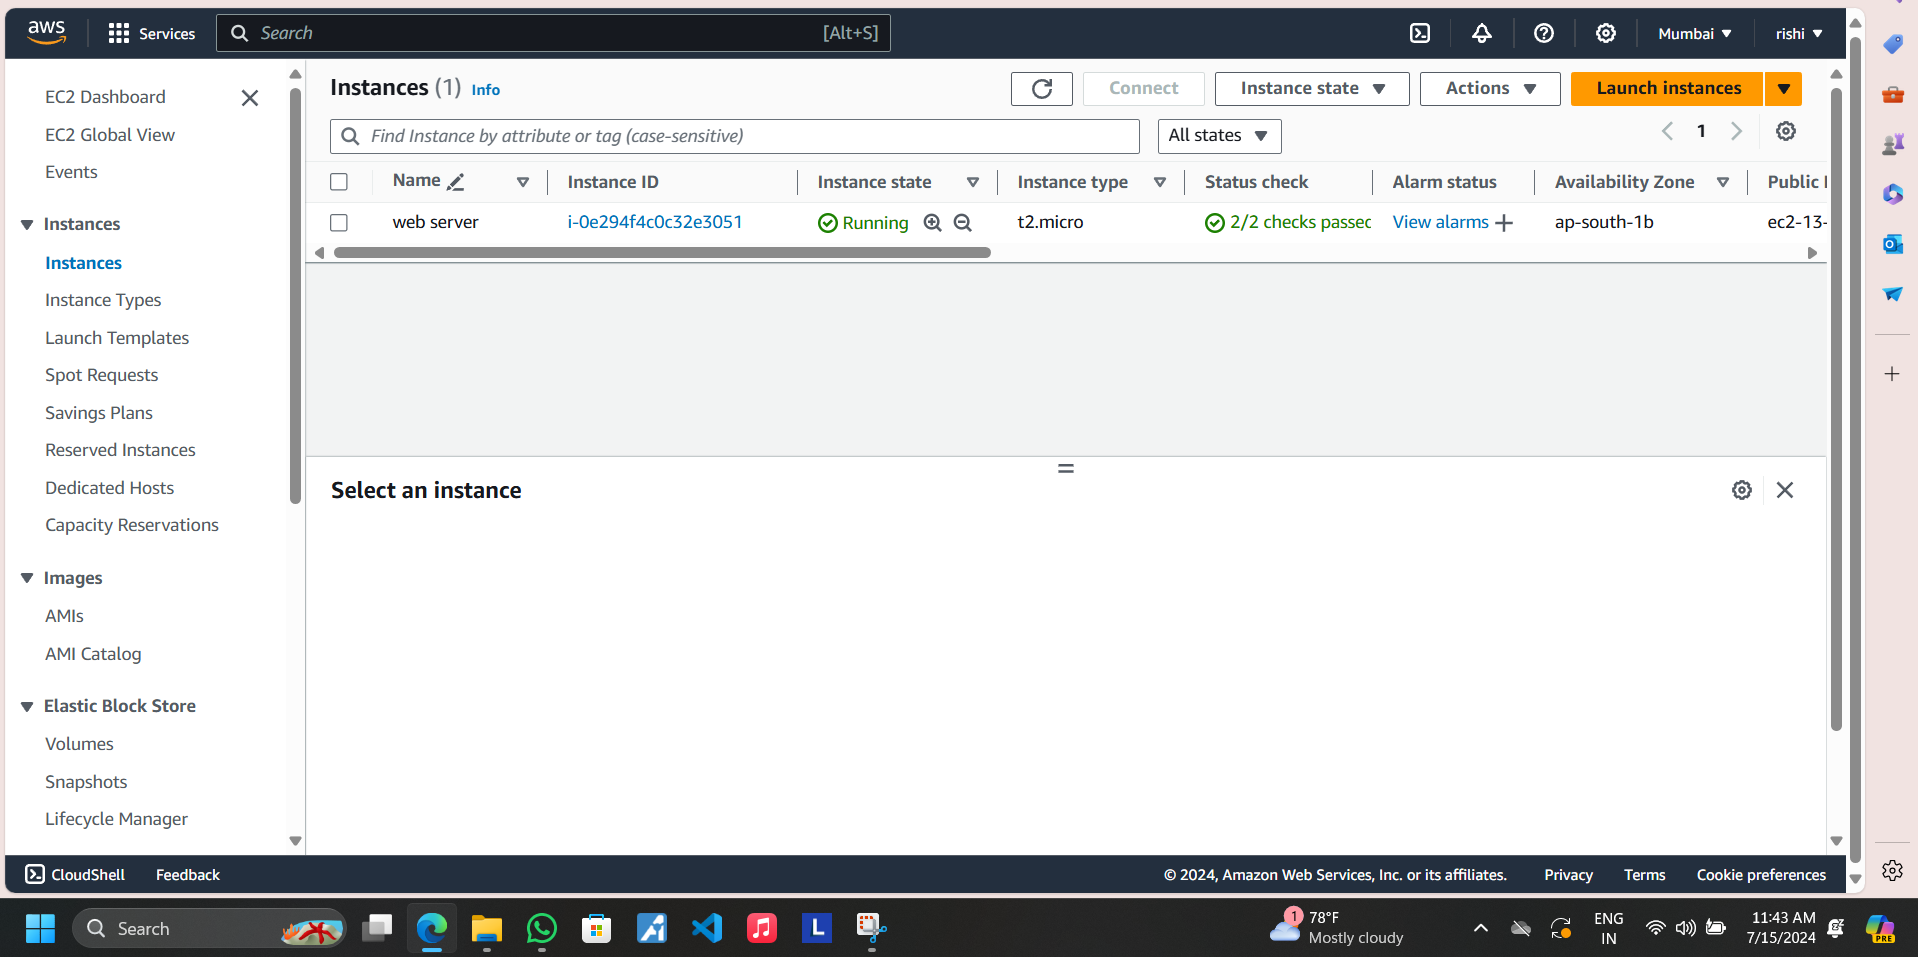 aws
Services
Search
[Alt+S]
Mumbai
rishi
EC2 Dashboard
EC2 Global View
Events
Instances
Instances
Instance Types
Launch Templates
Spot Requests
Savings Plans
Reserved Instances
Dedicated Hosts
Capacity Reservations
Images
AMIs
AMI Catalog
Elastic Block Store
Volumes
Snapshots
Lifecycle Manager
Instances (1) Info
Connect
Instance state
Actions
Launch instances
Find Instance by attribute or tag (case-sensitive)
All states
1
Name
Instance ID
Instance state
Instance type
Status check
Alarm status
Availability Zone
Public
web server
i-0e294f4c0c32e3051
Running
t2.micro
2/2 checks passec
View alarms
ap-south-1b
ec2-13-
Select an instance
CloudShell
Feedback
© 2024, Amazon Web Services, Inc. or its affiliates.
Privacy
Terms
Cookie preferences
Search
L
1
78°F
Mostly cloudy
ENG
IN
11:43 AM
7/15/2024
PRE